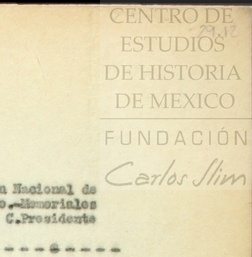 CENTRO DE
ESTUDIOS
DE HISTORIA
DE MEXICO
FUNDACIÓN
Carlos Slim
n Nacional de
o.-Memoriales
C.Presidente